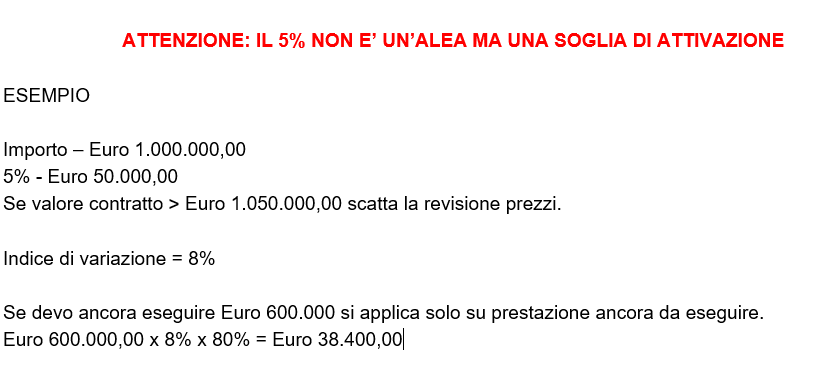 ATTENZIONE: IL 5% NON E’ UN’ALEA MA UNA SOGLIA DI ATTIVAZIONE
ESEMPIO
Importo – Euro 1.000.000,00
5% - Euro 50.000,00
Se valore contratto > Euro 1.050.000,00 scatta la revisione prezzi.
Indice di variazione = 8%
Se devo ancora eseguire Euro 600.000 si applica solo su prestazione ancora da eseguire.
Euro 600.000,00 x 8% x 80% = Euro 38.400,00